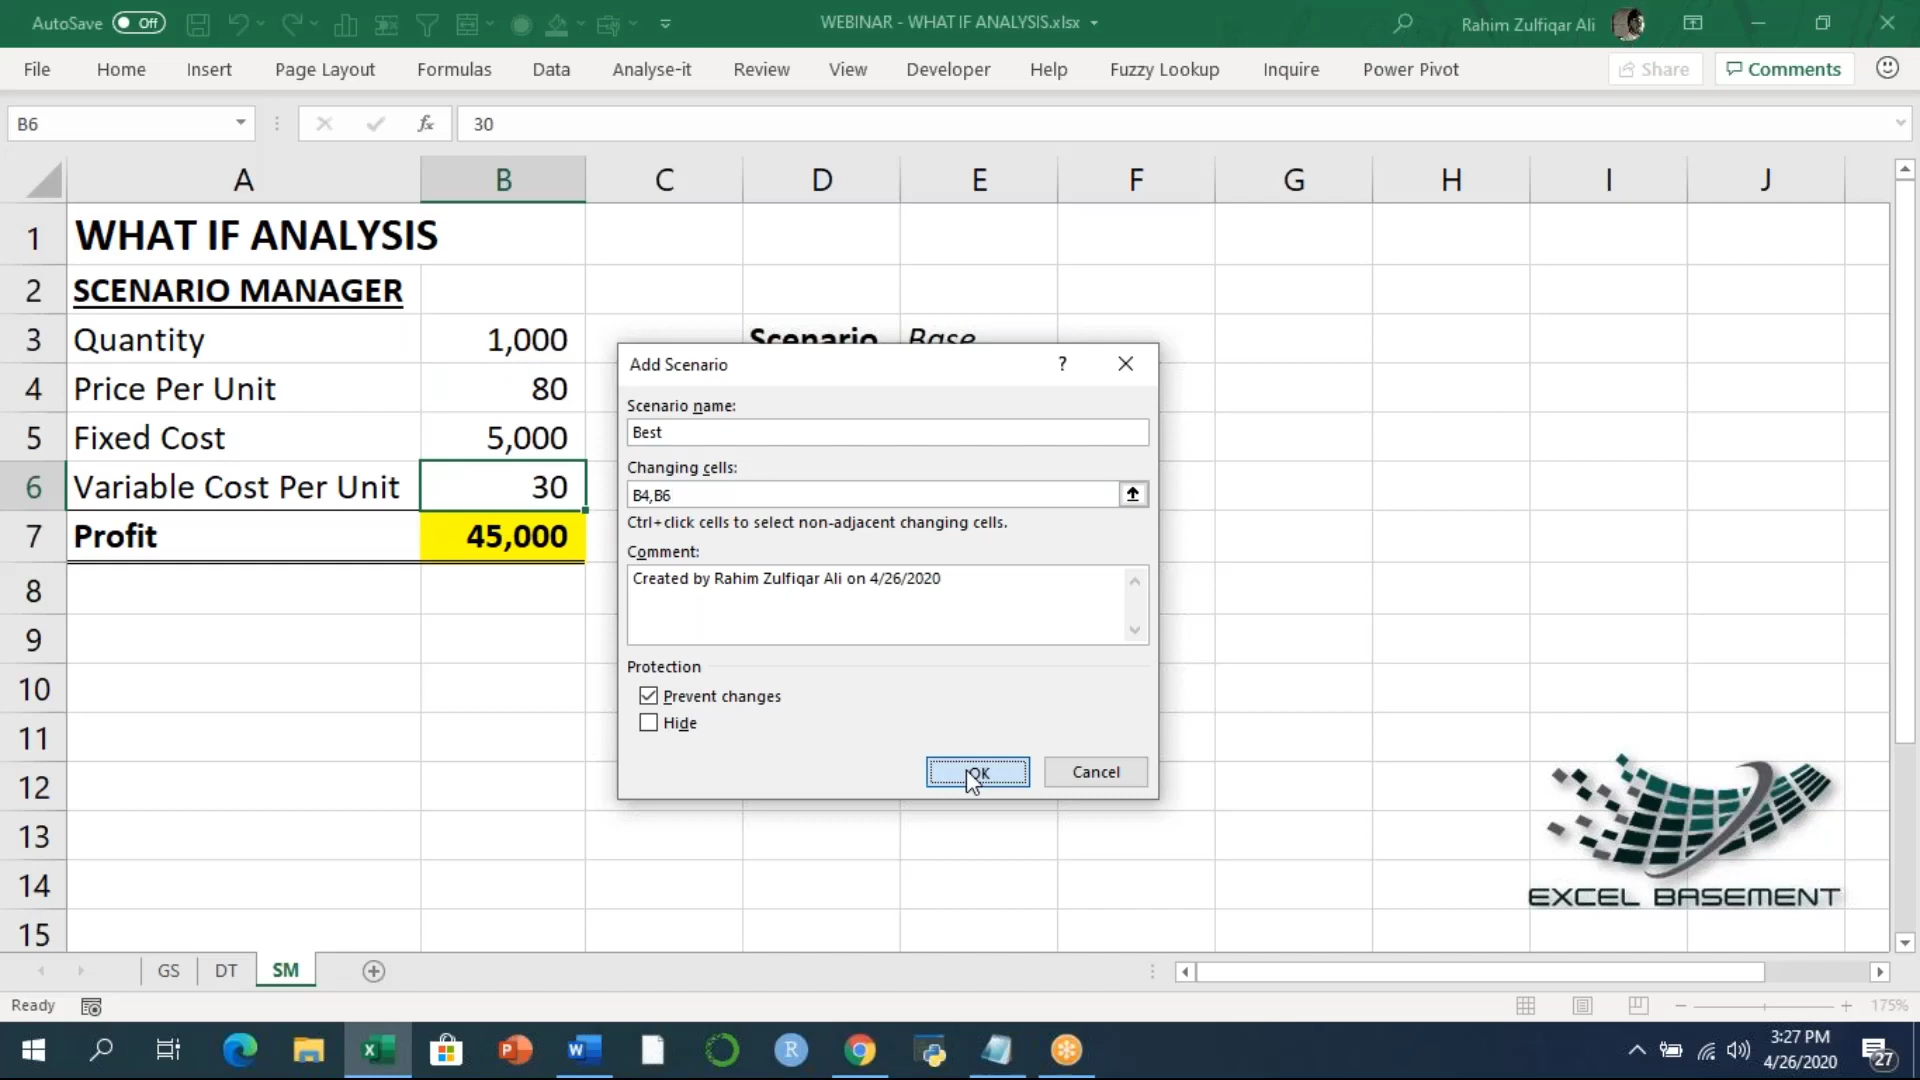 AutoSave Off
WEBINAR - WHAT IF ANALYSIS.xlsx
Rahim Zulfiqar Ali
File Home Insert Page Layout Formulas Data Analyse-it Review View Developer Help Fuzzy Lookup Inquire Power Pivot Share Comments
B6 fx 30
A B C D E F G H I J
1 WHAT IF ANALYSIS
2 SCENARIO MANAGER
3 Quantity 1,000 Scenario Base
4 Price Per Unit 80
5 Fixed Cost 5,000
6 Variable Cost Per Unit 30
7 Profit 45,000
8
9
10
11
12
13
14
15
Add Scenario ?
Scenario name:
Best
Changing cells:
B4,B6
Ctrl+click cells to select non-adjacent changing cells.
Comment:
Created by Rahim Zulfiqar Ali on 4/26/2020
Protection
Prevent changes
Hide
OK Cancel
EXCEL BASEMENT
GS DT SM
Ready 175%
3:27 PM
4/26/2020
27